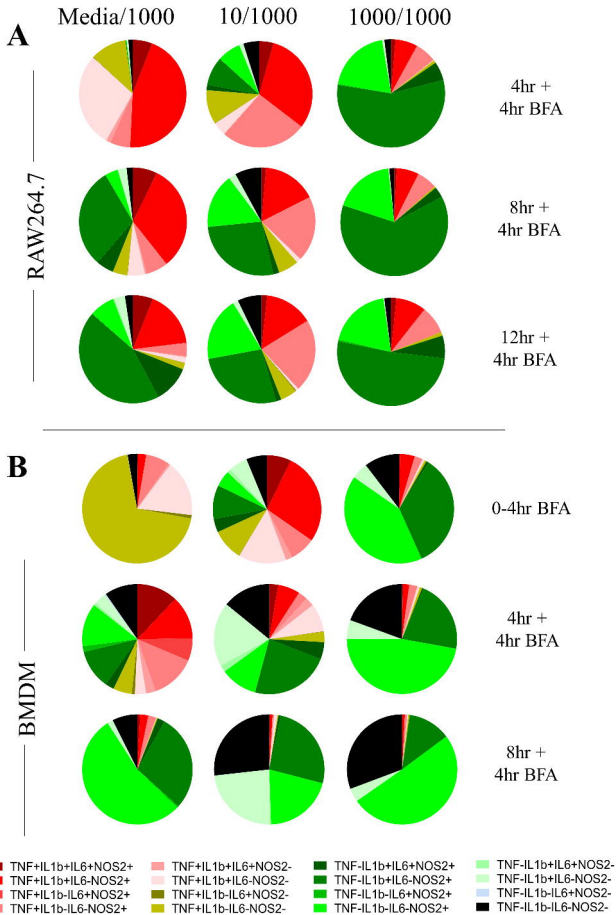 Media/1000 10/1000 1000/1000
A
RAW264.7
4hr +
4hr BFA
8hr +
4hr BFA
12hr +
4hr BFA
B
BMDM
0-4hr BFA
4hr +
4hr BFA
8hr +
4hr BFA
TNF+IL1b+IL6+NOS2+ TNF+IL1b+IL6+NOS2- TNF-IL1b+IL6+NOS2+ TNF-IL1b+IL6+NOS2-
TNF+IL1b+IL6-NOS2+ TNF+IL1b+IL6-NOS2- TNF-IL1b+IL6-NOS2+ TNF-IL1b+IL6-NOS2-
TNF+IL1b-IL6+NOS2+ TNF+IL1b-IL6+NOS2- TNF-IL1b-IL6+NOS2+ TNF-IL1b-IL6+NOS2-
TNF+IL1b-IL6-NOS2+ TNF+IL1b-IL6-NOS2- TNF-IL1b-IL6-NOS2+ TNF-IL1b-IL6-NOS2-